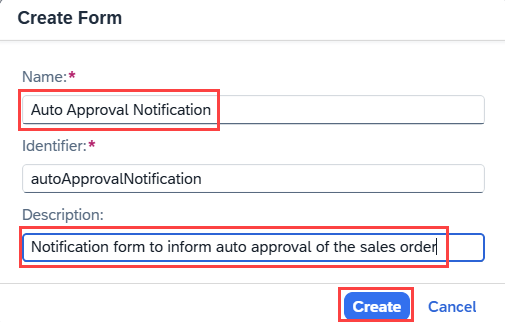 Create Form
Name:*
Auto Approval Notification
Identifier:*
autoApprovalNotification
Description:
Notification form to inform auto approval of the sales order
Create Cancel